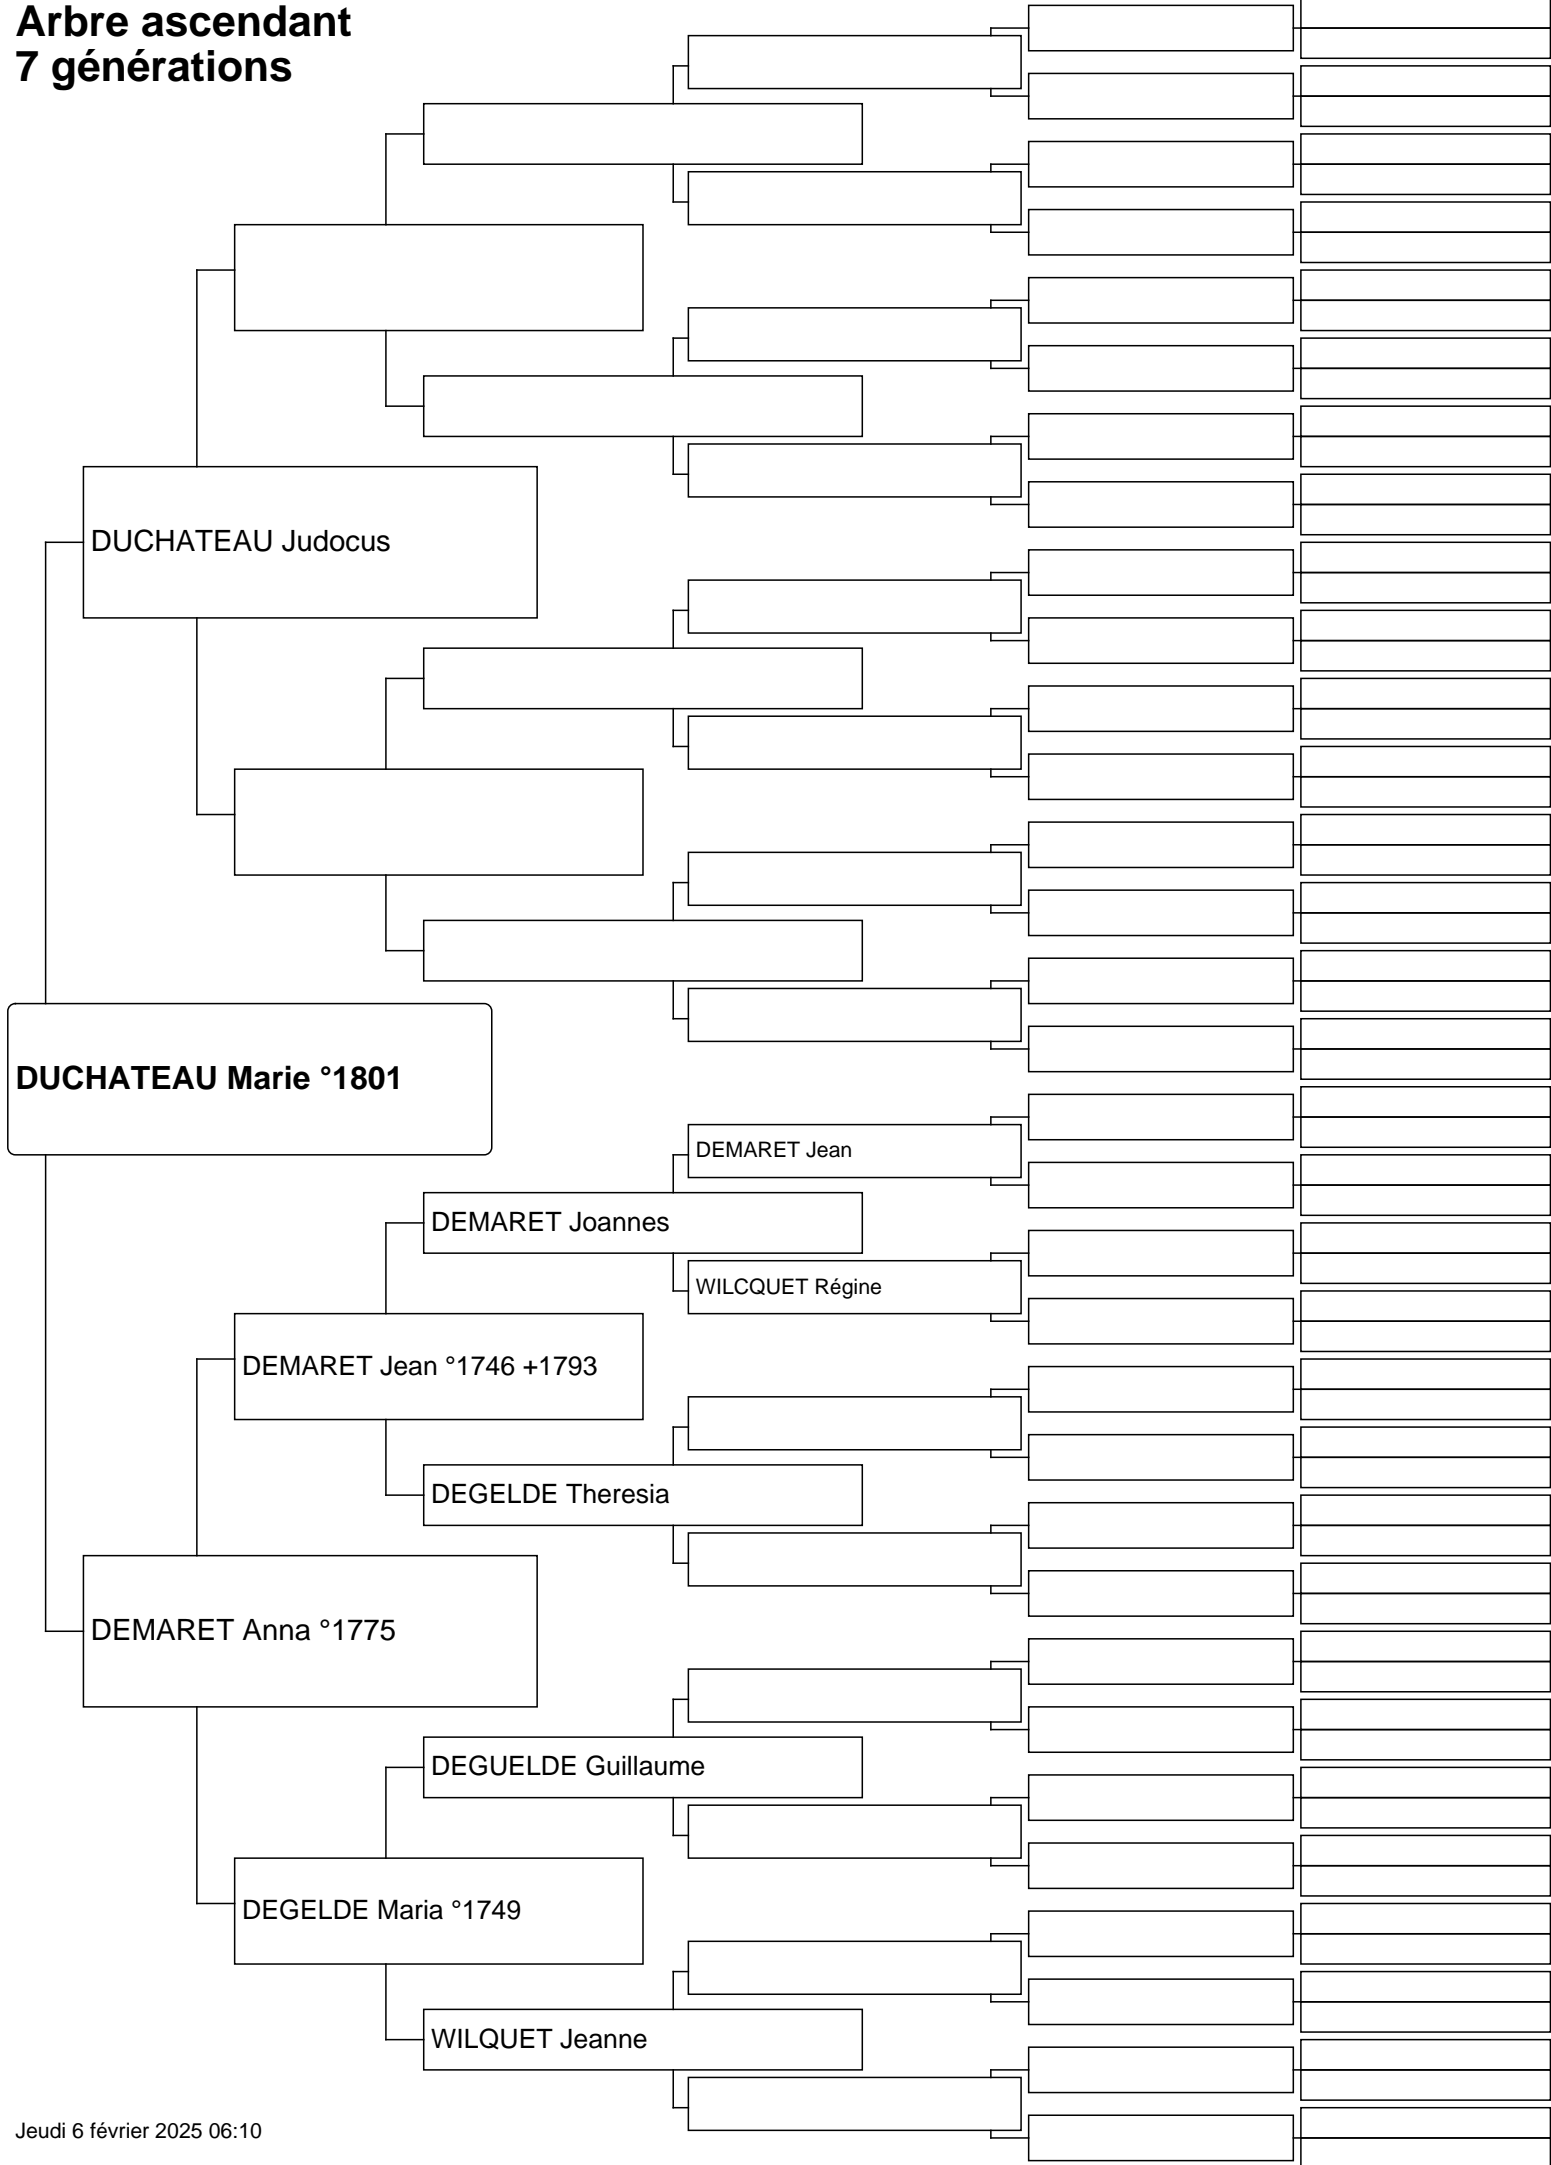 Arbre ascendant
7 générations
DUCHATEAU Judocus
DUCHATEAU Marie °1801
DEMARET Jean
DEMARET Joannes
WILCQUET Régine
DEMARET Jean °1746 +1793
DEGELDE Theresia
DEMARET Anna °1775
DEGUELDE Guillaume
DEGELDE Maria °1749
WILQUET Jeanne
Jeudi 6 février 2025 06:10